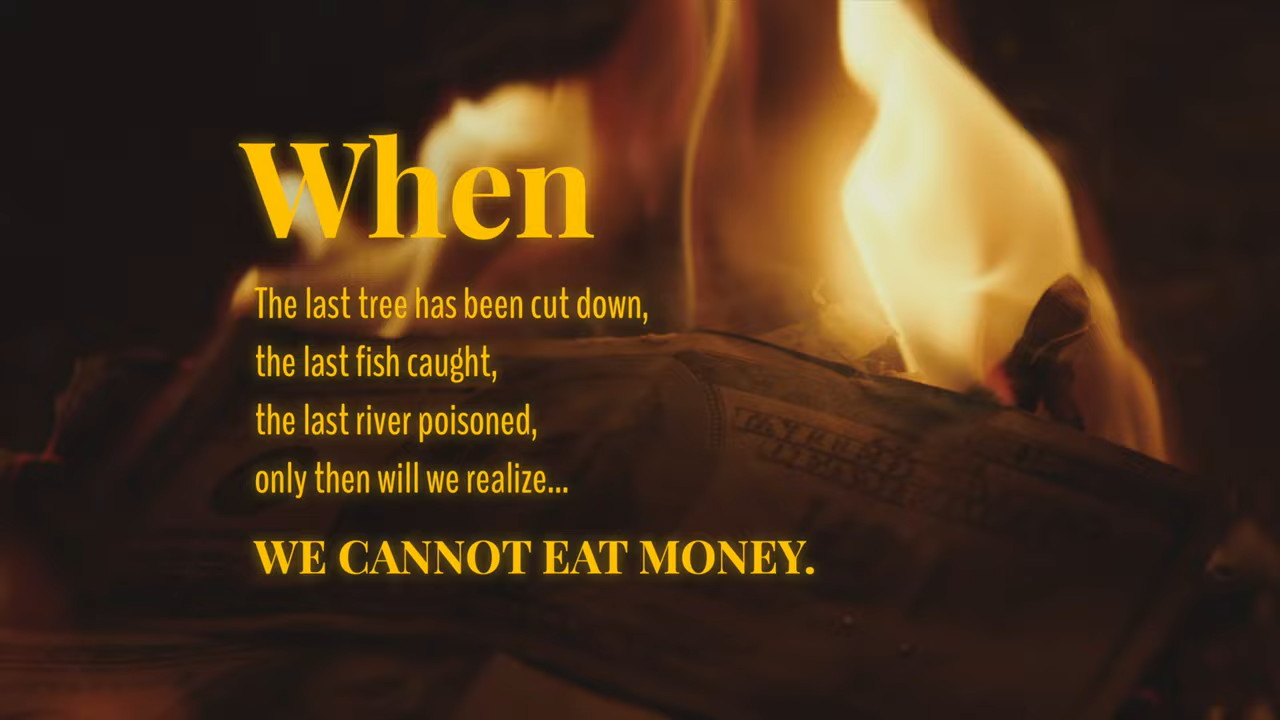 When
The last tree has been cut down,
the last fish caught,
the last river poisoned,
only then will we realize...
WE CANNOT EAT MONEY.